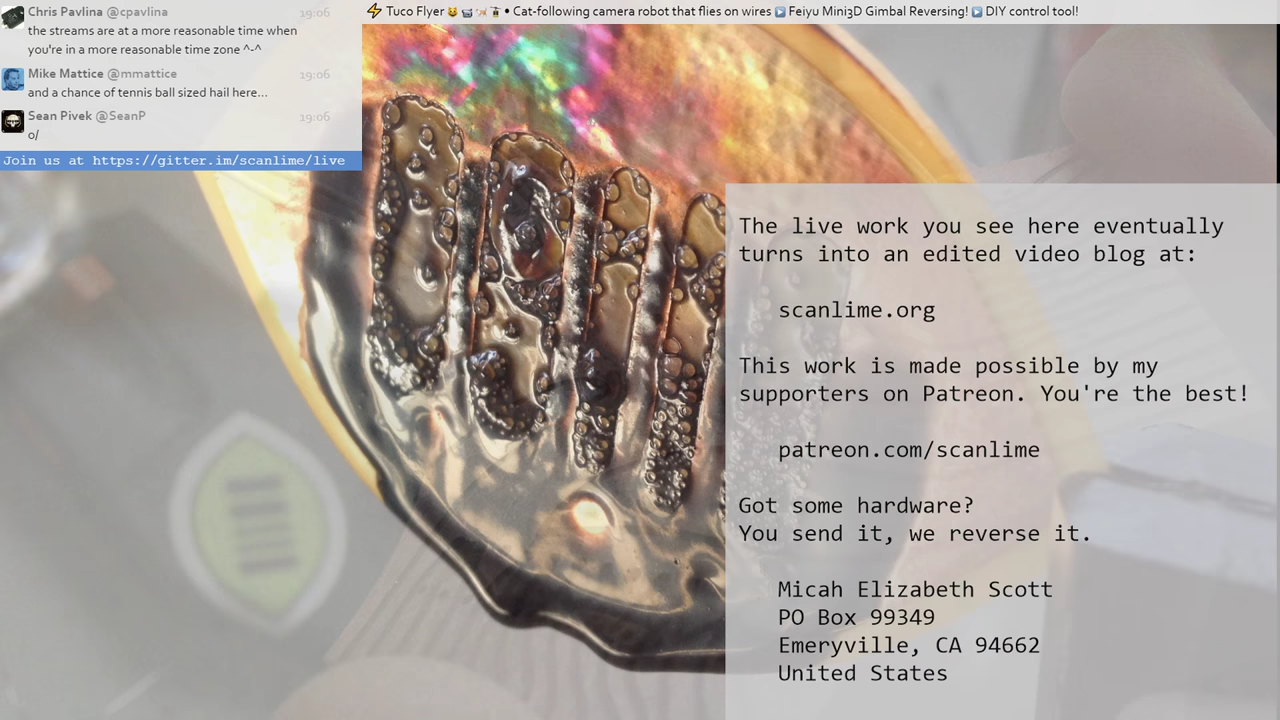 Chris Pavlina @cpavlina 19:06
the streams are at a more reasonable time when
you're in a more reasonable time zone ^-^
Mike Mattice @mmattice 19:06
and a chance of tennis ball sized hail here...
Sean Pivek @SeanP 19:06
o/
Join us at https://gitter.im/scanlime/live
⚡ Tuco Flyer 😺 📹 🐆 🚡 • Cat-following camera robot that flies on wires ▶ Feiyu Mini3D Gimbal Reversing! ▶ DIY control tool!
The live work you see here eventually
turns into an edited video blog at:
scanlime.org
This work is made possible by my
supporters on Patreon. You're the best!
patreon.com/scanlime
Got some hardware?
You send it, we reverse it.
Micah Elizabeth Scott
PO Box 99349
Emeryville, CA 94662
United States